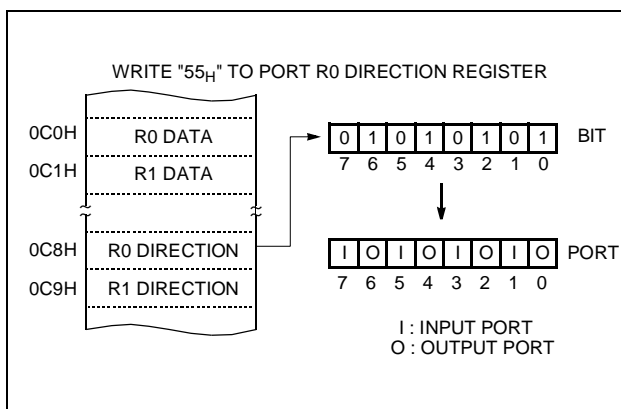 WRITE "55H" TO PORT R0 DIRECTION REGISTER
0C0H R0 DATA
0C1H R1 DATA
0C8H R0 DIRECTION
0C9H R1 DIRECTION
0 1 0 1 0 1 0 1 BIT
7 6 5 4 3 2 1 0
I O I O I O I O PORT
7 6 5 4 3 2 1 0
I : INPUT PORT
O : OUTPUT PORT